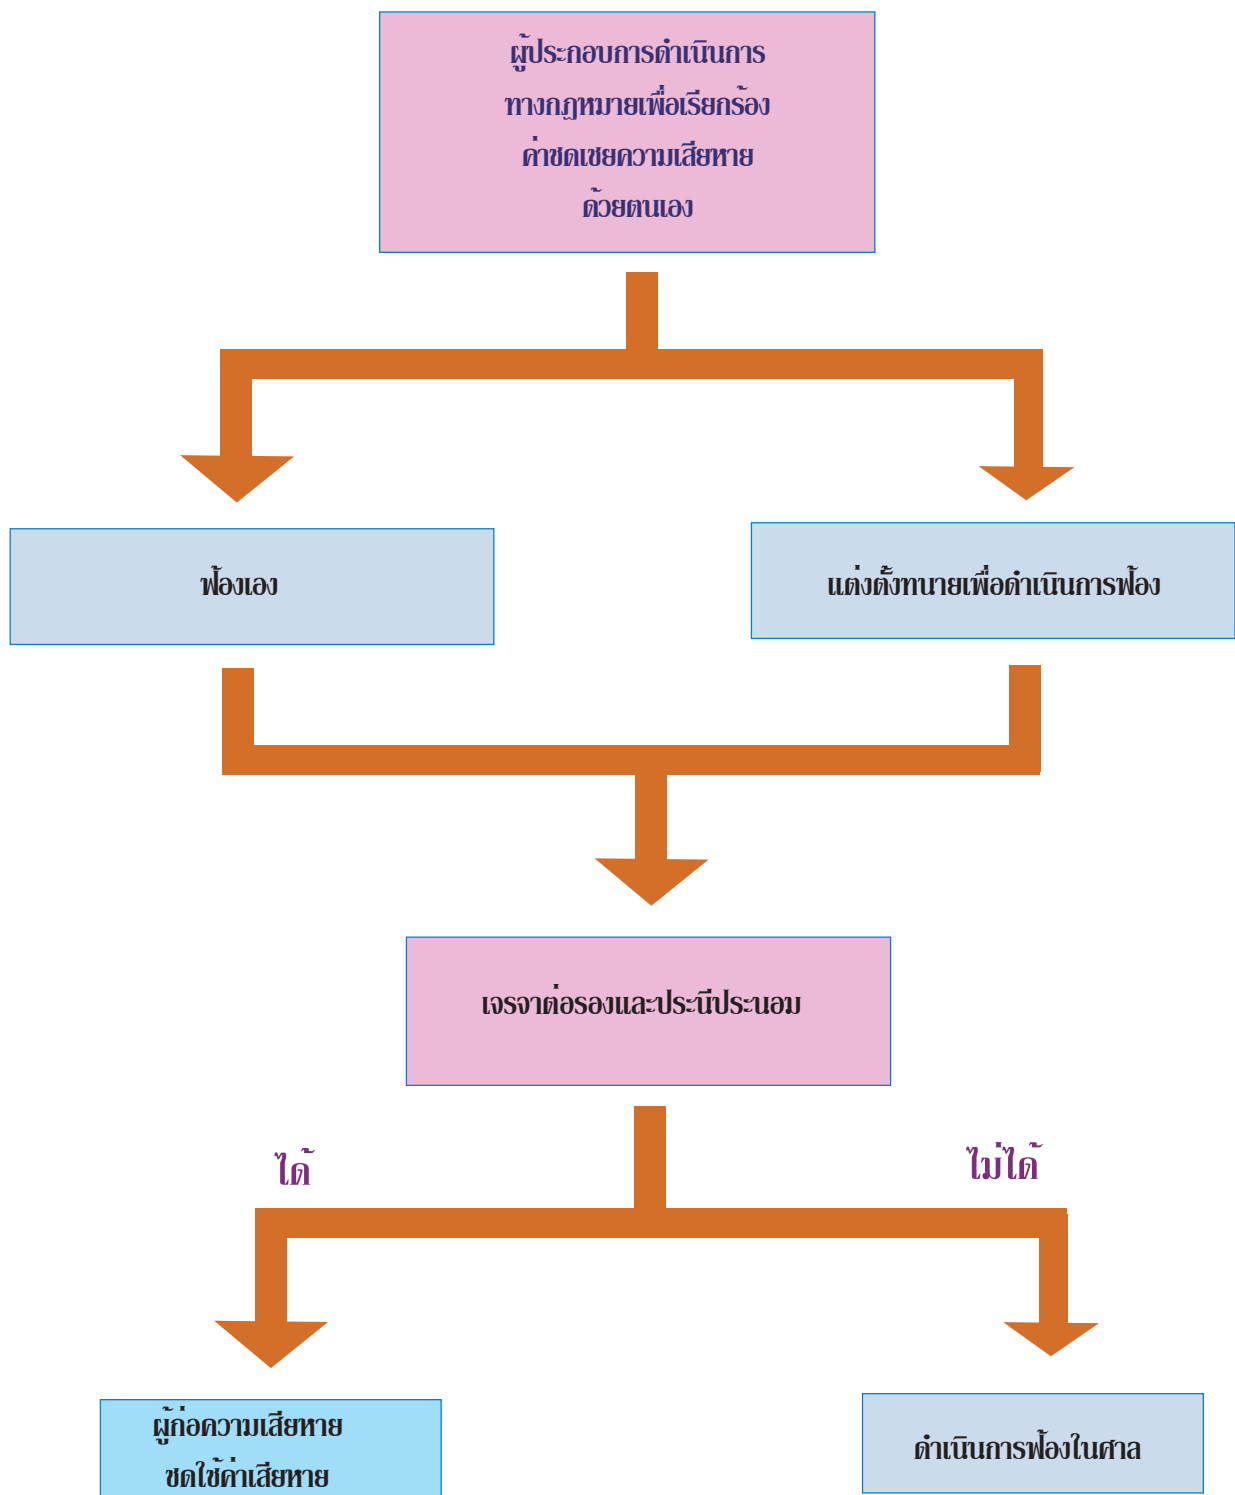 ผู้ประกอบการดำเนินการ
ทางกฎหมายเพื่อเรียกร้อง
ค่าชดเชยความเสียหาย
ด้วยตนเอง
ฟ้องเอง
แต่งตั้งทนายเพื่อดำเนินการฟ้อง
เจรจาต่อรองและประนีประนอม
ได้
ไม่ได้
ผู้ก่อความเสียหาย
ชดใช้ค่าเสียหาย
ดำเนินการฟ้องในศาล